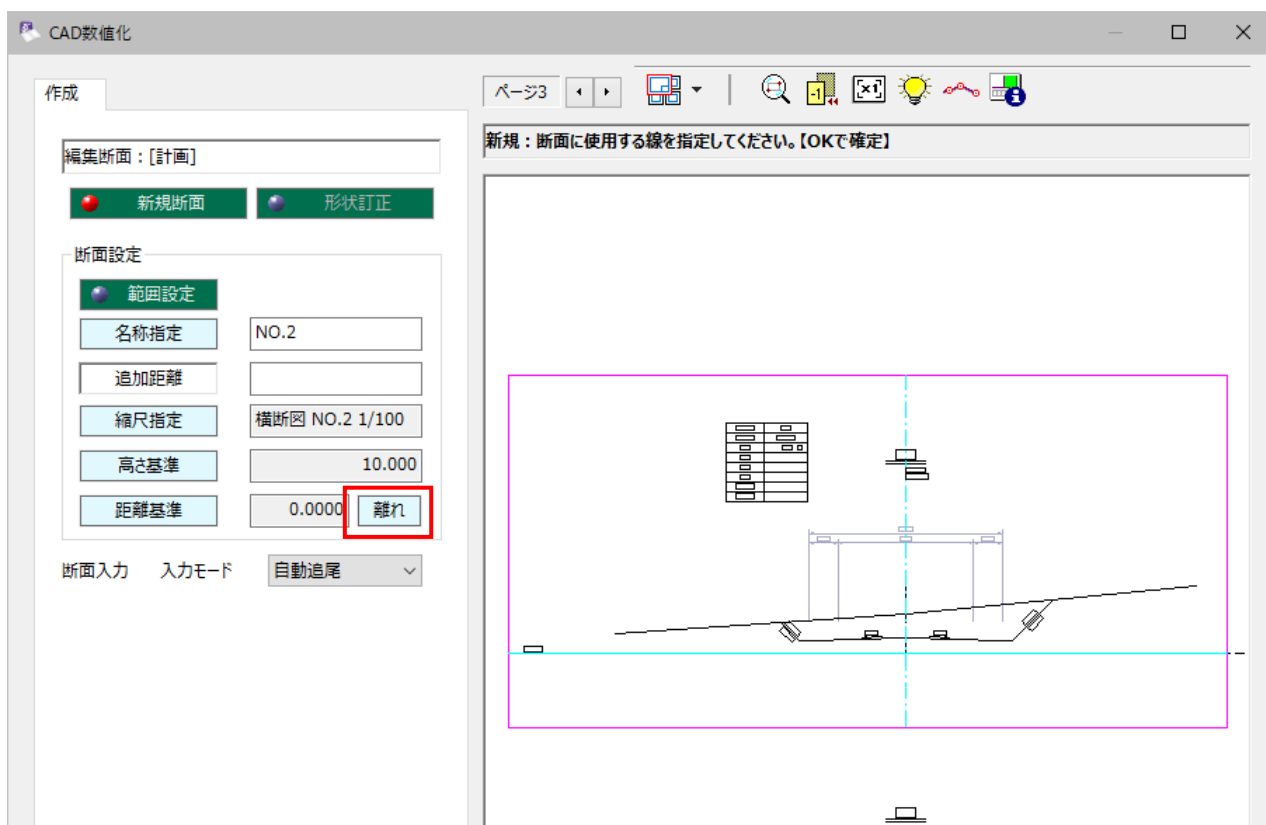 CAD数値化
作成
ページ3
新規：断面に使用する線を指定してください。【OKで確定】
編集断面：[計画]
新規断面 形状訂正
断面設定
範囲設定
名称指定 NO.2
追加距離
縮尺指定 横断図 NO.2 1/100
高さ基準 10.000
距離基準 0.0000 離れ
断面入力 入力モード 自動追尾